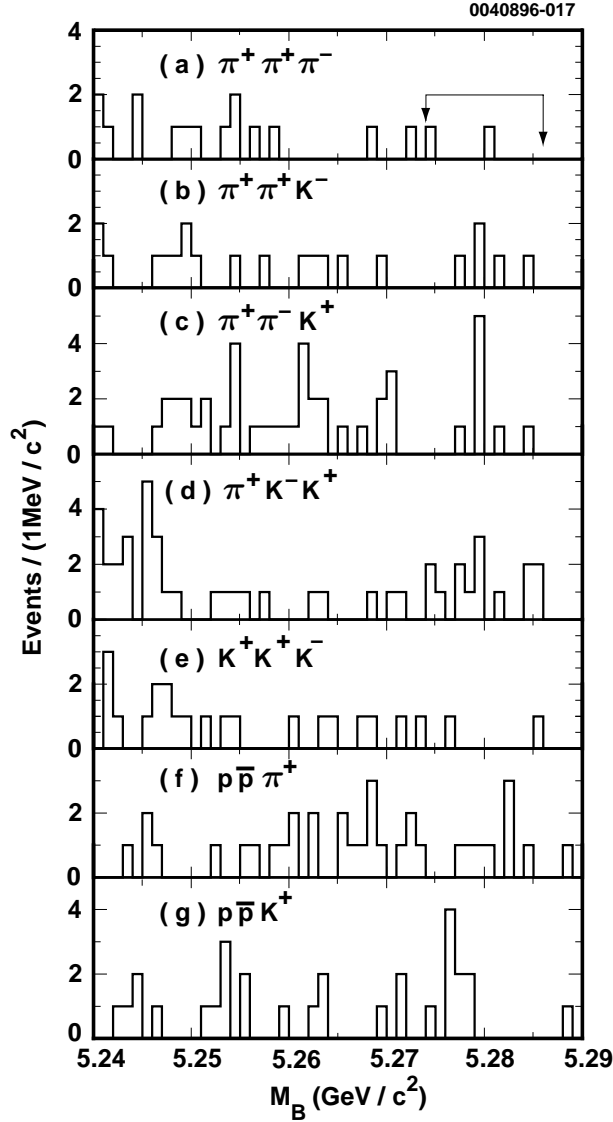 0040896-017
4
( a ) π⁺ π⁺ π⁻
2
0
( b ) π⁺ π⁺ K⁻
2
0
( c ) π⁺ π⁻ K⁺
4
2
0
( d ) π⁺ K⁻ K⁺
4
2
0
( e ) K⁺ K⁺ K⁻
2
0
( f ) p p̅ π⁺
2
0
( g ) p p̅ K⁺
4
2
0
5.24 5.25 5.26 5.27 5.28 5.29
M_B (GeV / c²)
Events / (1MeV / c²)